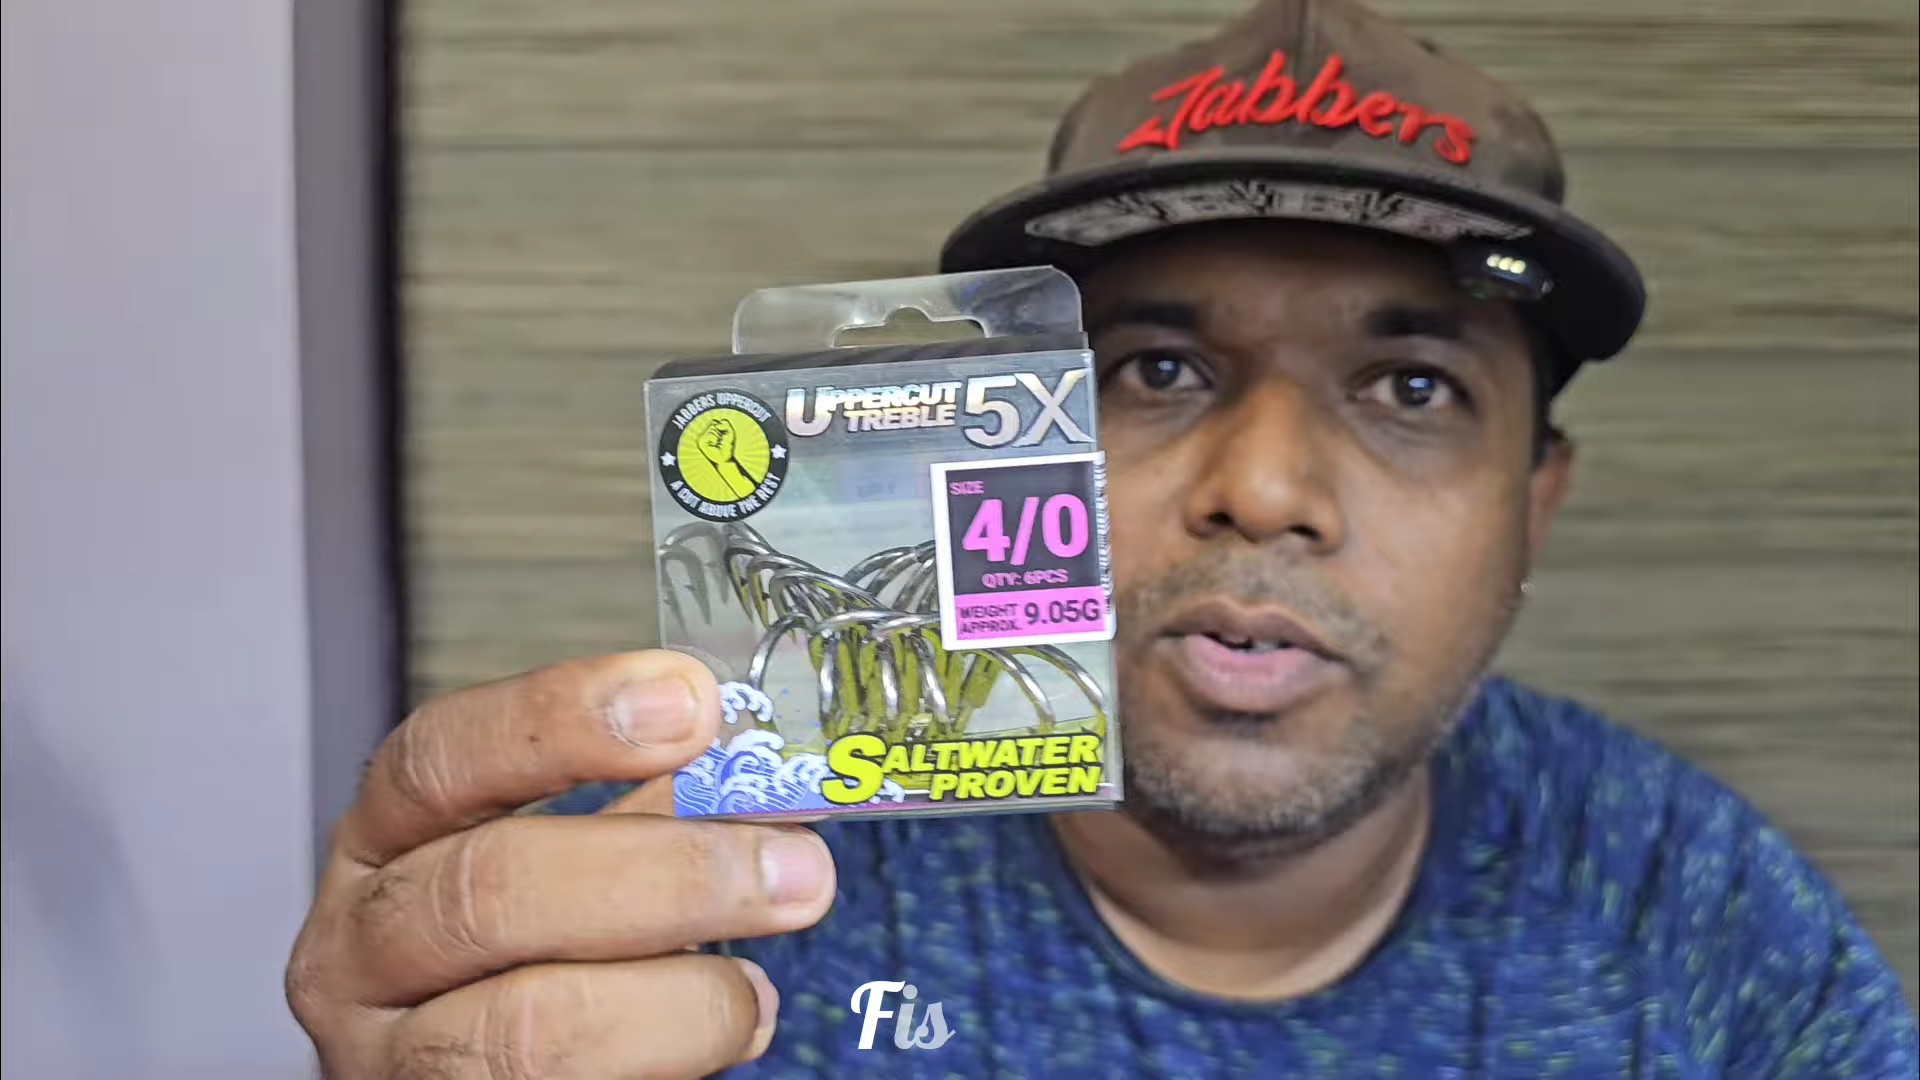 Jabbers
JABBERS UPPERCUT
A CUT ABOVE THE REST
UPPERCUT
TREBLE 5X
SIZE
4/0
QTY: 6PCS
WEIGHT
APPROX. 9.05G
SALTWATER
PROVEN
Fis